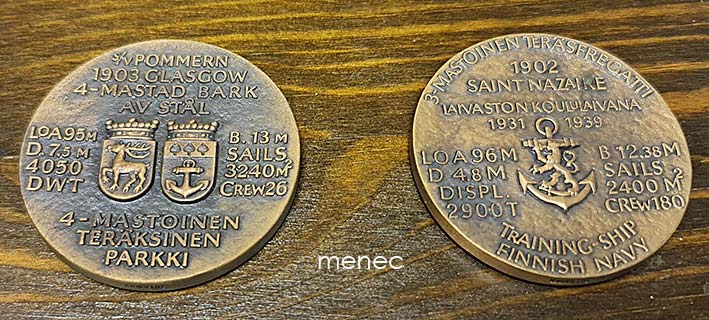 S/V POMMERN
1903 GLASGOW
4-MASTAD BARK
AV STÅL
LOA 95 M
D. 7,5 M
4050
DWT
B. 13 M
SAILS
3240 M²
CREW 26
4-MASTOINEN
TERÄKSINEN
PARKKI
3-MASTOINEN TERÄSFREGATTI
1902
SAINT NAZAIRE
LAIVASTON KOULULAIVANA
1931 1939
LOA 96 M
D 4.8 M
DISPL.
2900 T
B 12.38 M
SAILS
2400 M²
CREW 180
TRAINING-SHIP
FINNISH NAVY
menec